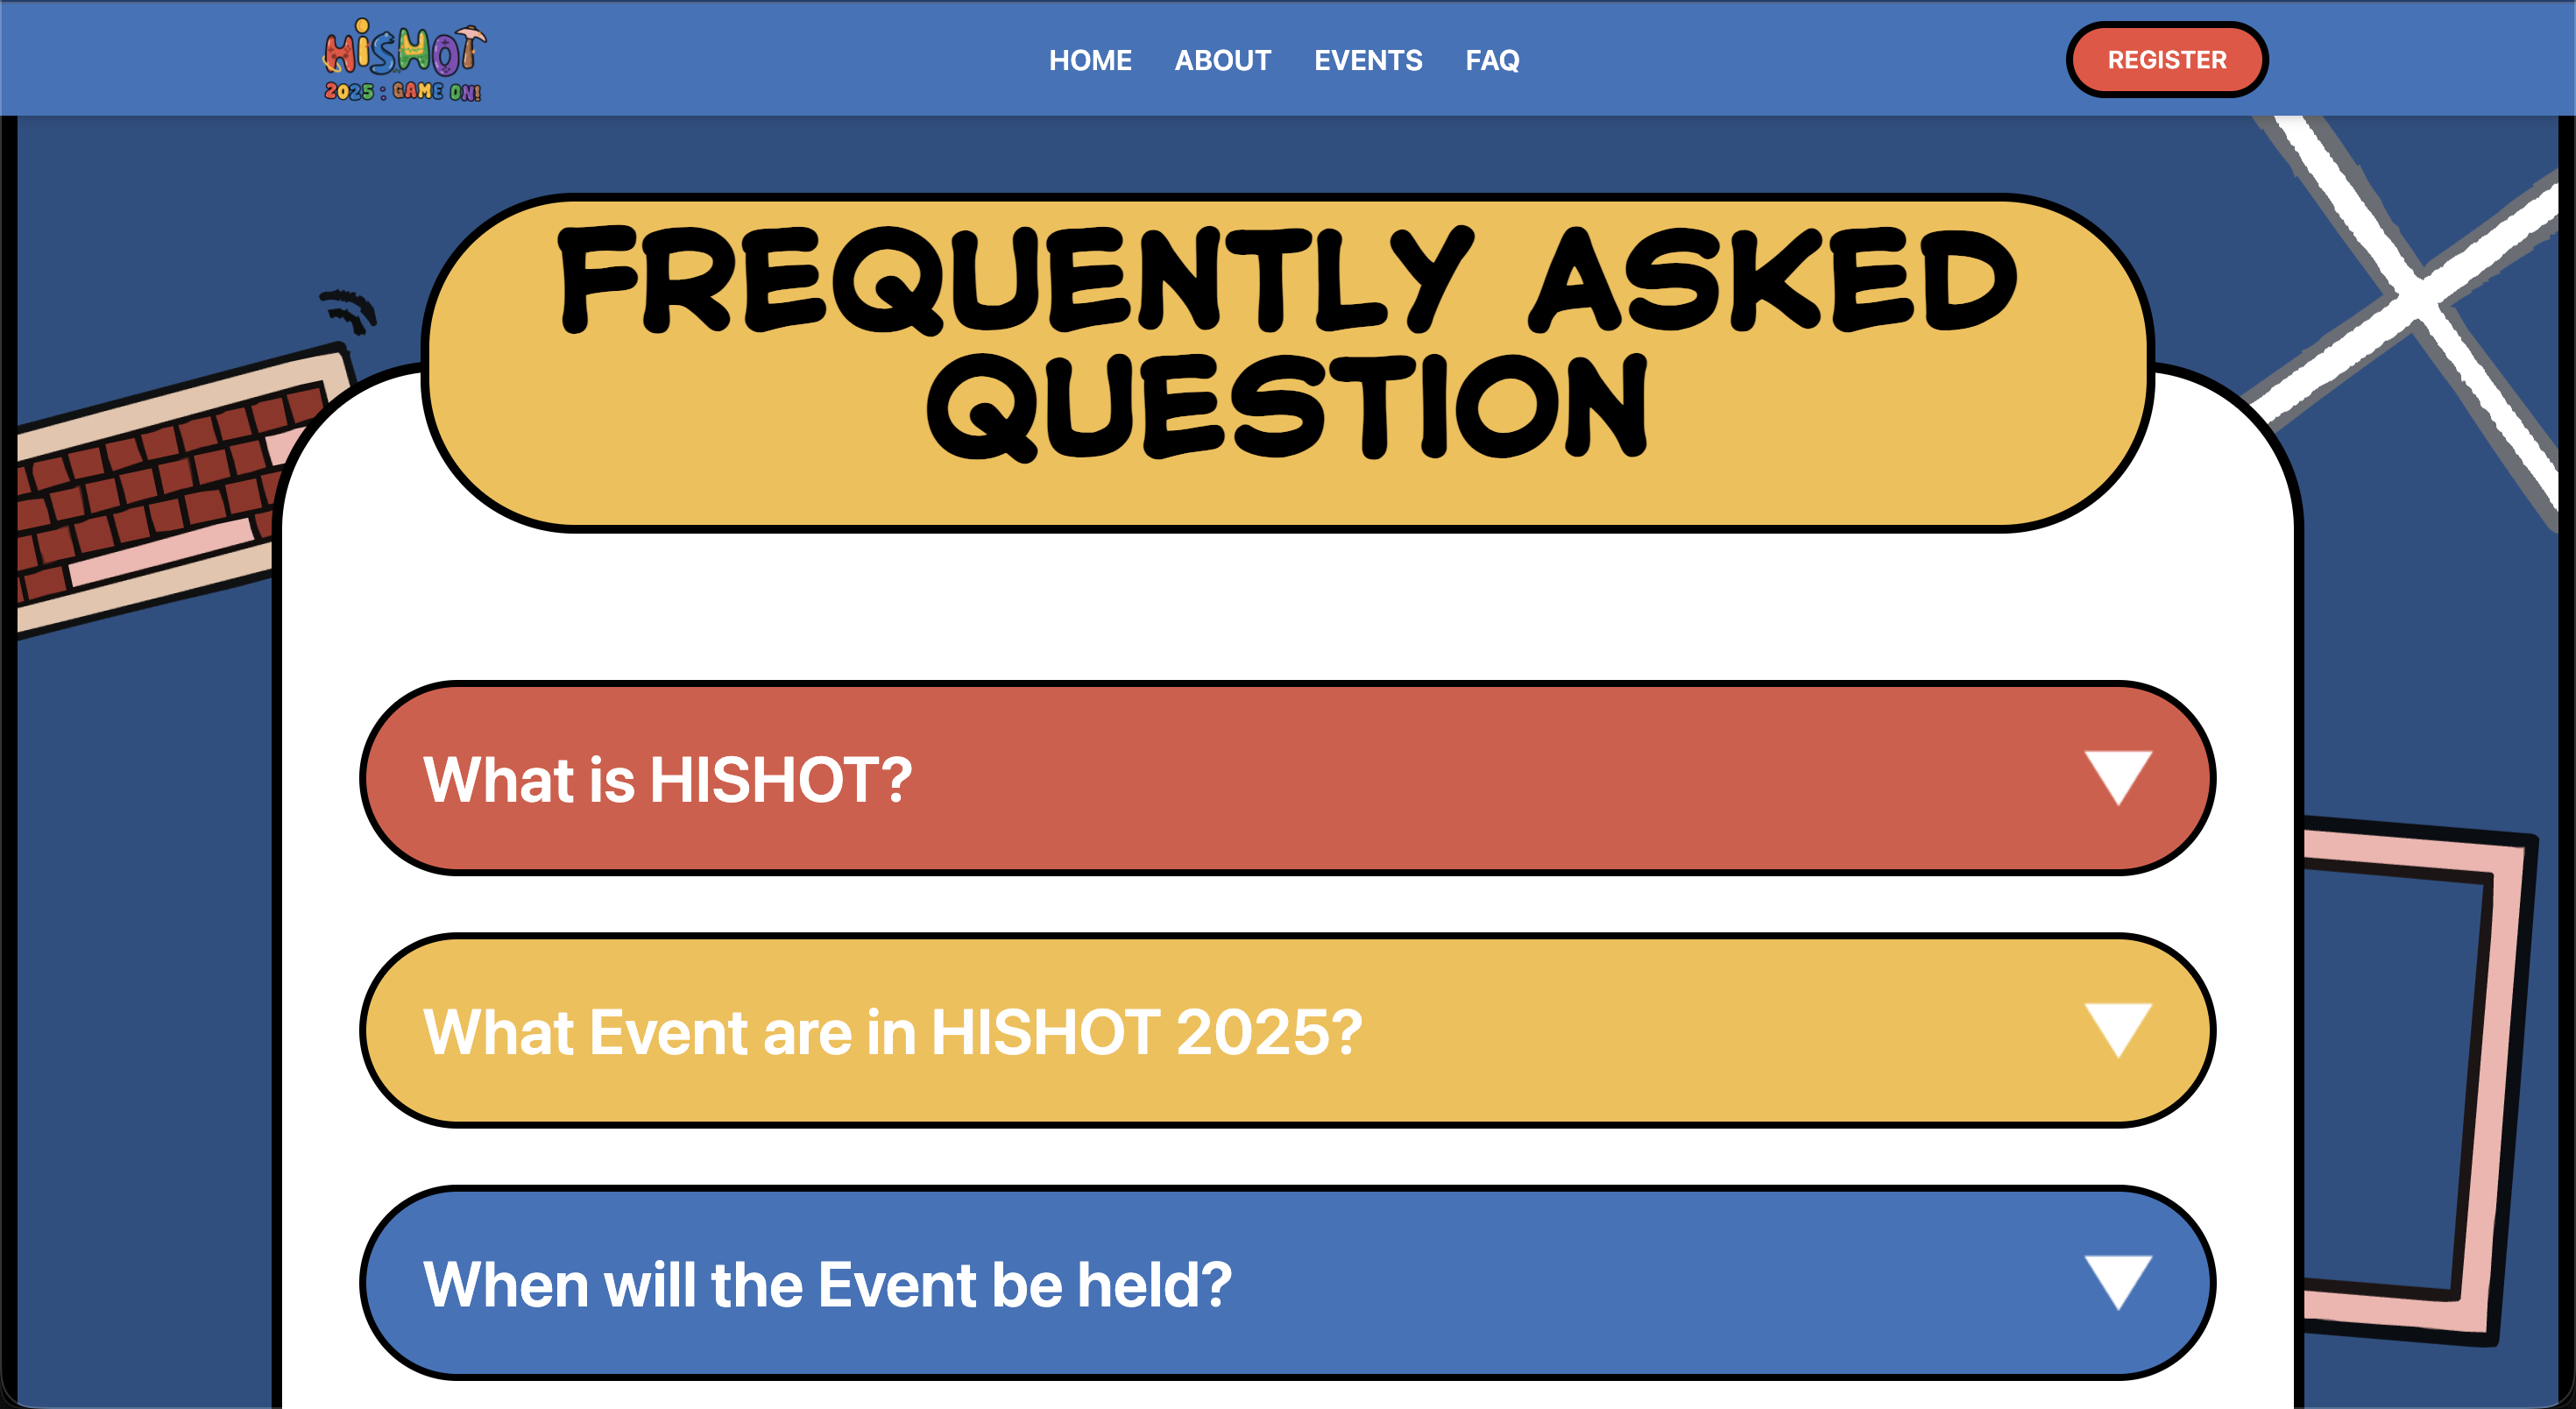 HiSHOT
2025 : GAME ON!
HOME ABOUT EVENTS FAQ
REGISTER
FREQUENTLY ASKED
QUESTION
What is HISHOT?
What Event are in HISHOT 2025?
When will the Event be held?